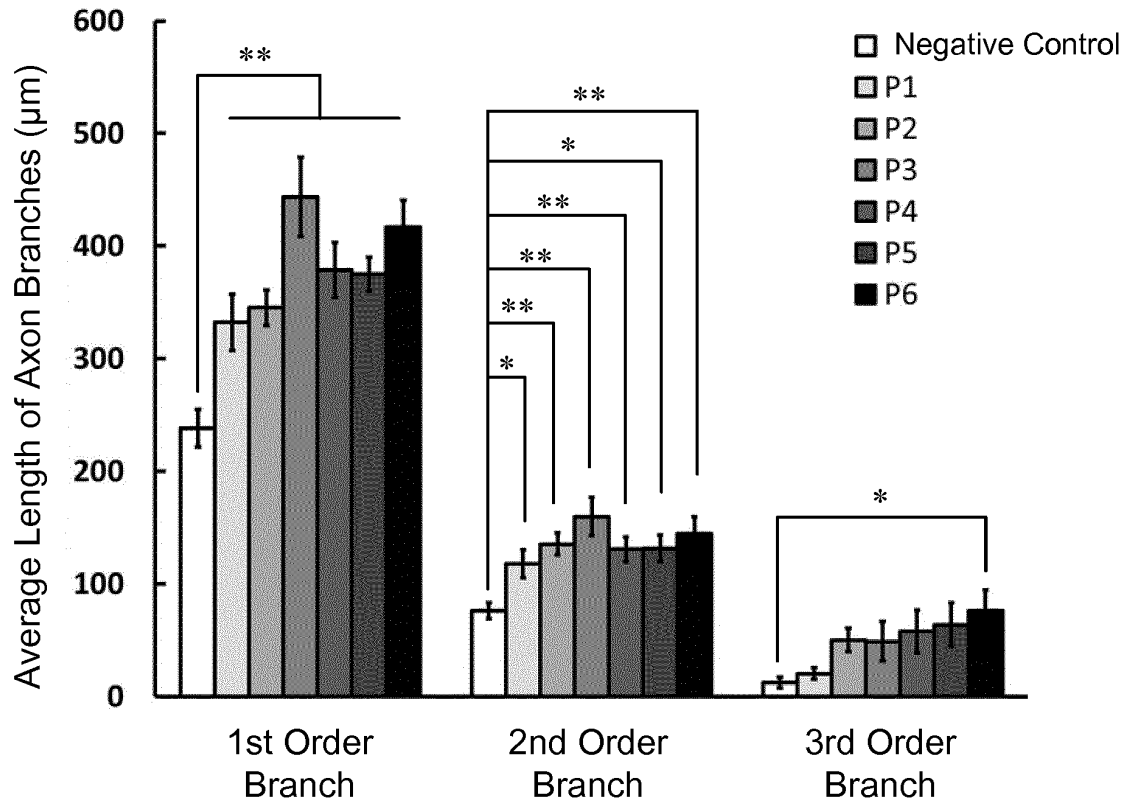 Average Length of Axon Branches (µm)
600
500
400
300
200
100
0
**
**
*
**
**
**
*
*
Negative Control
P1
P2
P3
P4
P5
P6
1st Order
Branch
2nd Order
Branch
3rd Order
Branch